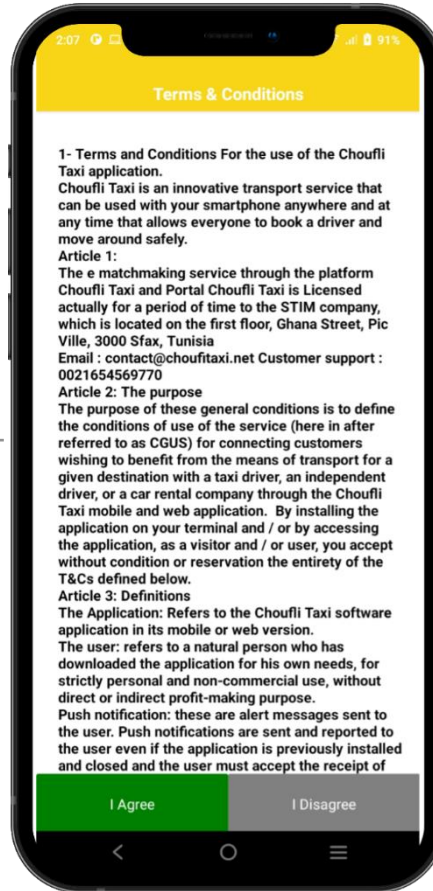 2:07
91%
Terms & Conditions
1- Terms and Conditions For the use of the Choufli
Taxi application.
Choufli Taxi is an innovative transport service that
can be used with your smartphone anywhere and at
any time that allows everyone to book a driver and
move around safely.
Article 1:
The e matchmaking service through the platform
Choufli Taxi and Portal Choufli Taxi is Licensed
actually for a period of time to the STIM company,
which is located on the first floor, Ghana Street, Pic
Ville, 3000 Sfax, Tunisia
Email : contact@choufitaxi.net Customer support :
0021654569770
Article 2: The purpose
The purpose of these general conditions is to define
the conditions of use of the service (here in after
referred to as CGUS) for connecting customers
wishing to benefit from the means of transport for a
given destination with a taxi driver, an independent
driver, or a car rental company through the Choufli
Taxi mobile and web application. By installing the
application on your terminal and / or by accessing
the application, as a visitor and / or user, you accept
without condition or reservation the entirety of the
T&Cs defined below.
Article 3: Definitions
The Application: Refers to the Choufli Taxi software
application in its mobile or web version.
The user: refers to a natural person who has
downloaded the application for his own needs, for
strictly personal and non-commercial use, without
direct or indirect profit-making purpose.
Push notification: these are alert messages sent to
the user. Push notifications are sent and reported to
the user even if the application is previously installed
and closed and the user must accept the receipt of
I Agree
I Disagree